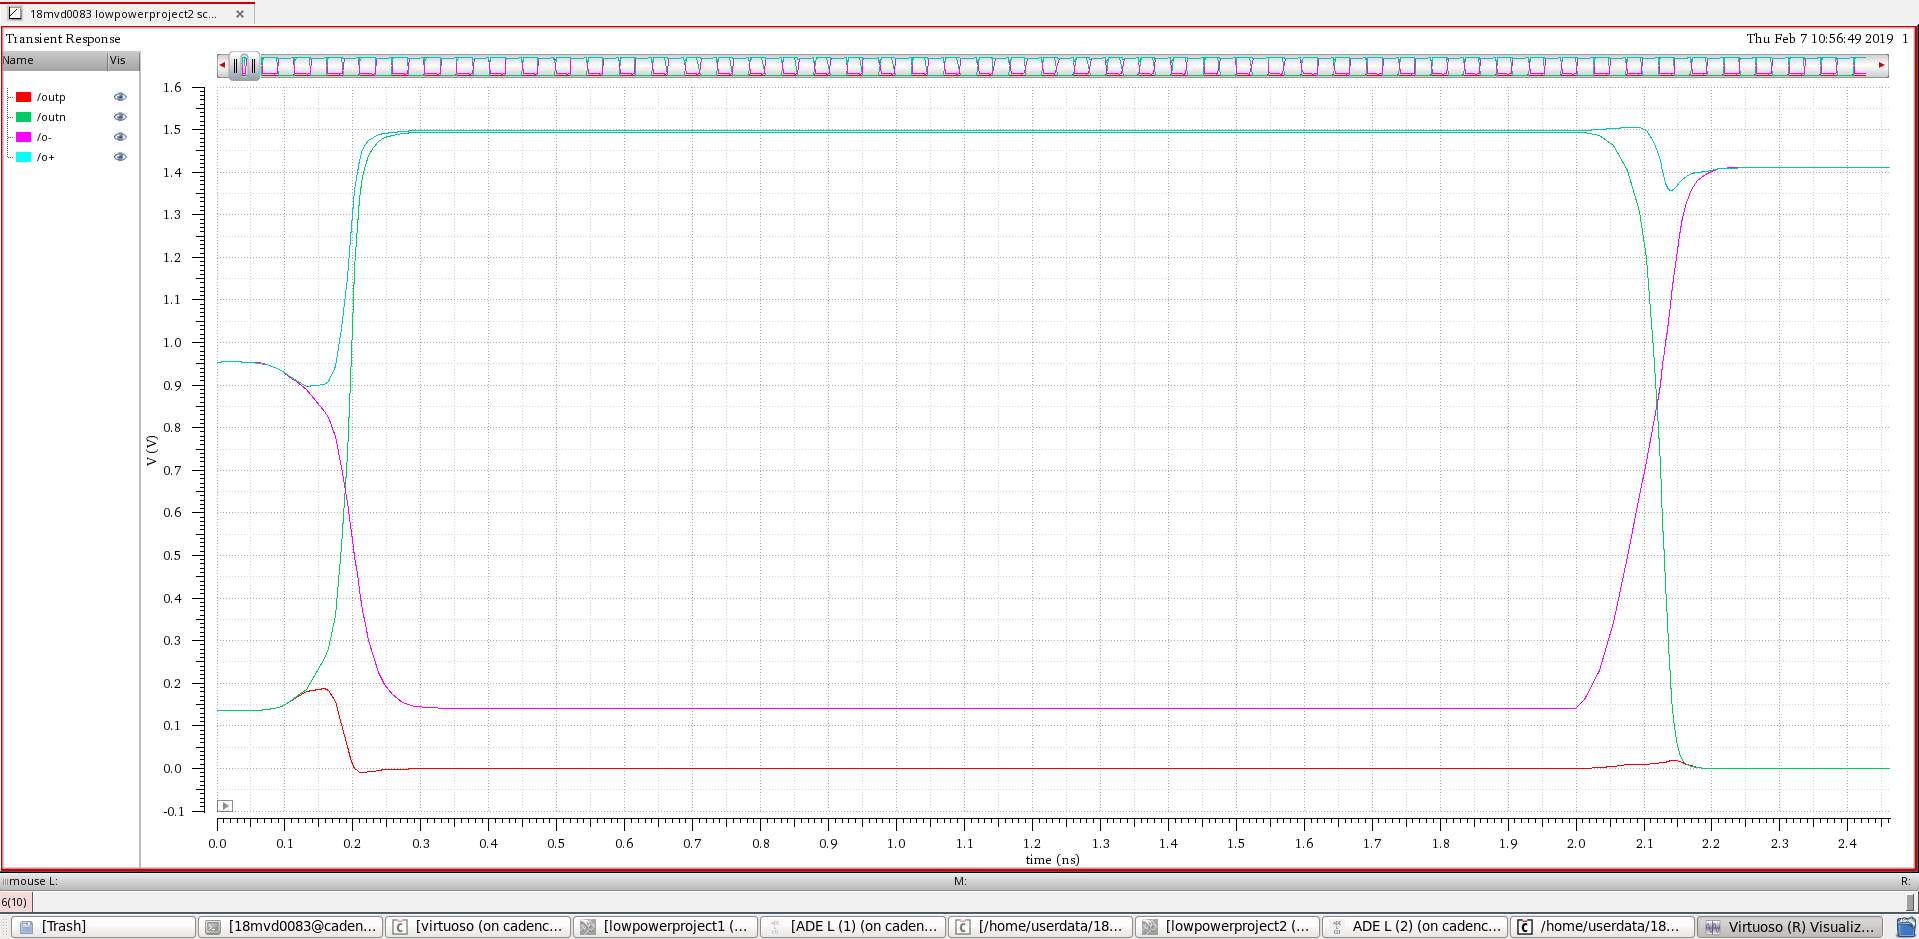 18mvd0083 lowpowerproject2 sc... ×
Transient Response
Thu Feb 7 10:56:49 2019 1
Name Vis
/outp
/outn
/o-
/o+
1.6
1.5
1.4
1.3
1.2
1.1
1.0
0.9
0.8
0.7
0.6
0.5
0.4
0.3
0.2
0.1
0.0
-0.1
V (V)
0.0 0.1 0.2 0.3 0.4 0.5 0.6 0.7 0.8 0.9 1.0 1.1 1.2 1.3 1.4 1.5 1.6 1.7 1.8 1.9 2.0 2.1 2.2 2.3 2.4
time (ns)
mouse L: M: R:
6(10)
[Trash] [18mvd0083@caden... [virtuoso (on cadenc... [lowpowerproject1 (... [ADE L (1) (on caden... [/home/userdata/18... [lowpowerproject2 (... ADE L (2) (on cadenc... /home/userdata/18... Virtuoso (R) Visualiz...